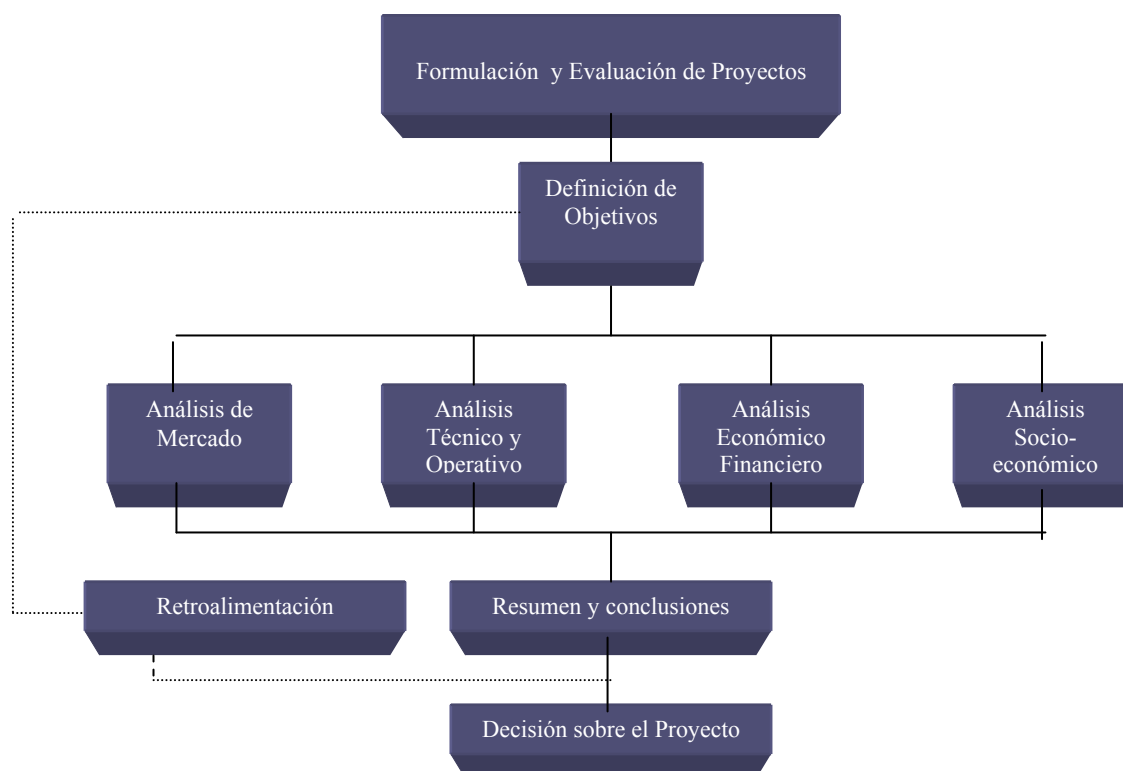 Formulación y Evaluación de Proyectos
Definición de
Objetivos
Análisis de
Mercado
Análisis
Técnico y
Operativo
Análisis
Económico
Financiero
Análisis
Socio-
económico
Retroalimentación
Resumen y conclusiones
Decisión sobre el Proyecto